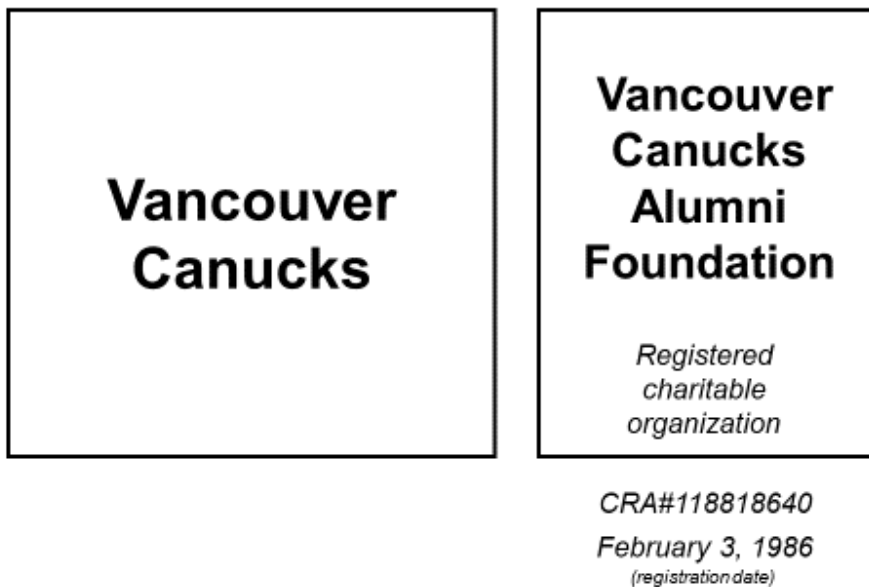 Vancouver
Canucks
Vancouver
Canucks
Alumni
Foundation
Registered
charitable
organization
CRA#118818640
February 3, 1986
(registration date)